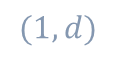 (1, d)